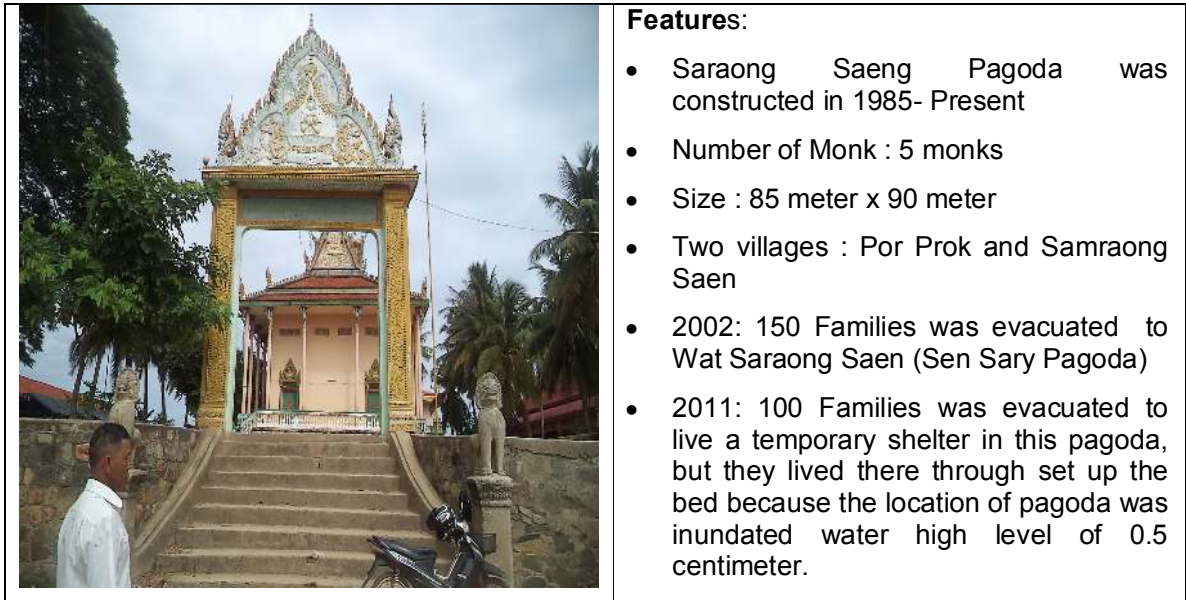 Features:
• Saraong Saeng Pagoda was
constructed in 1985- Present
• Number of Monk : 5 monks
• Size : 85 meter x 90 meter
• Two villages : Por Prok and Samraong
Saen
• 2002: 150 Families was evacuated to
Wat Saraong Saen (Sen Sary Pagoda)
• 2011: 100 Families was evacuated to
live a temporary shelter in this pagoda,
but they lived there through set up the
bed because the location of pagoda was
inundated water high level of 0.5
centimeter.